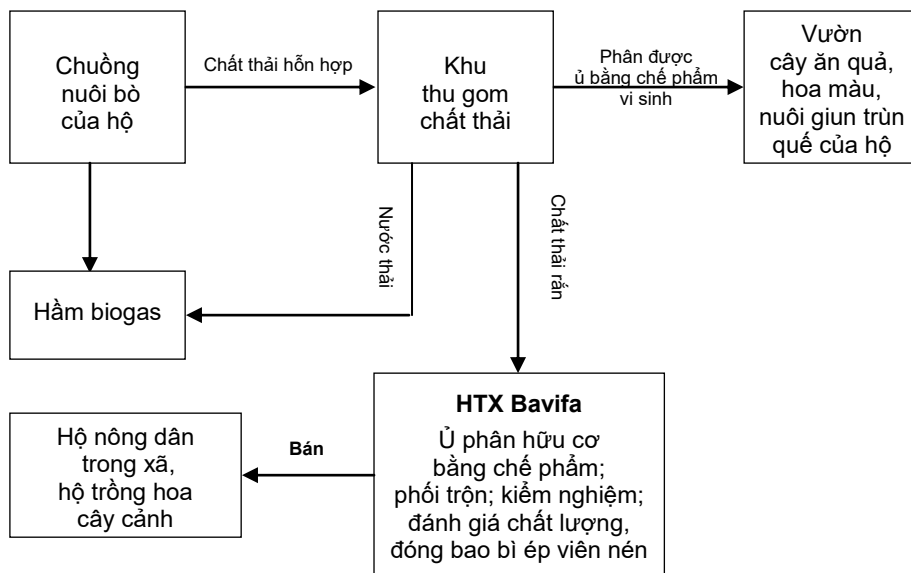 Chuồng
nuôi bò
của hộ
Chất thải hỗn hợp
Khu
thu gom
chất thải
Phân được
ủ bằng chế phẩm
vi sinh
Vườn
cây ăn quả,
hoa màu,
nuôi giun trùn
quế của hộ
Nước thải
Chất thải rắn
Hầm biogas
HTX Bavifa
Ủ phân hữu cơ
bằng chế phẩm;
phối trộn; kiểm nghiệm;
đánh giá chất lượng,
đóng bao bì ép viên nén
Bán
Hộ nông dân
trong xã,
hộ trồng hoa
cây cảnh